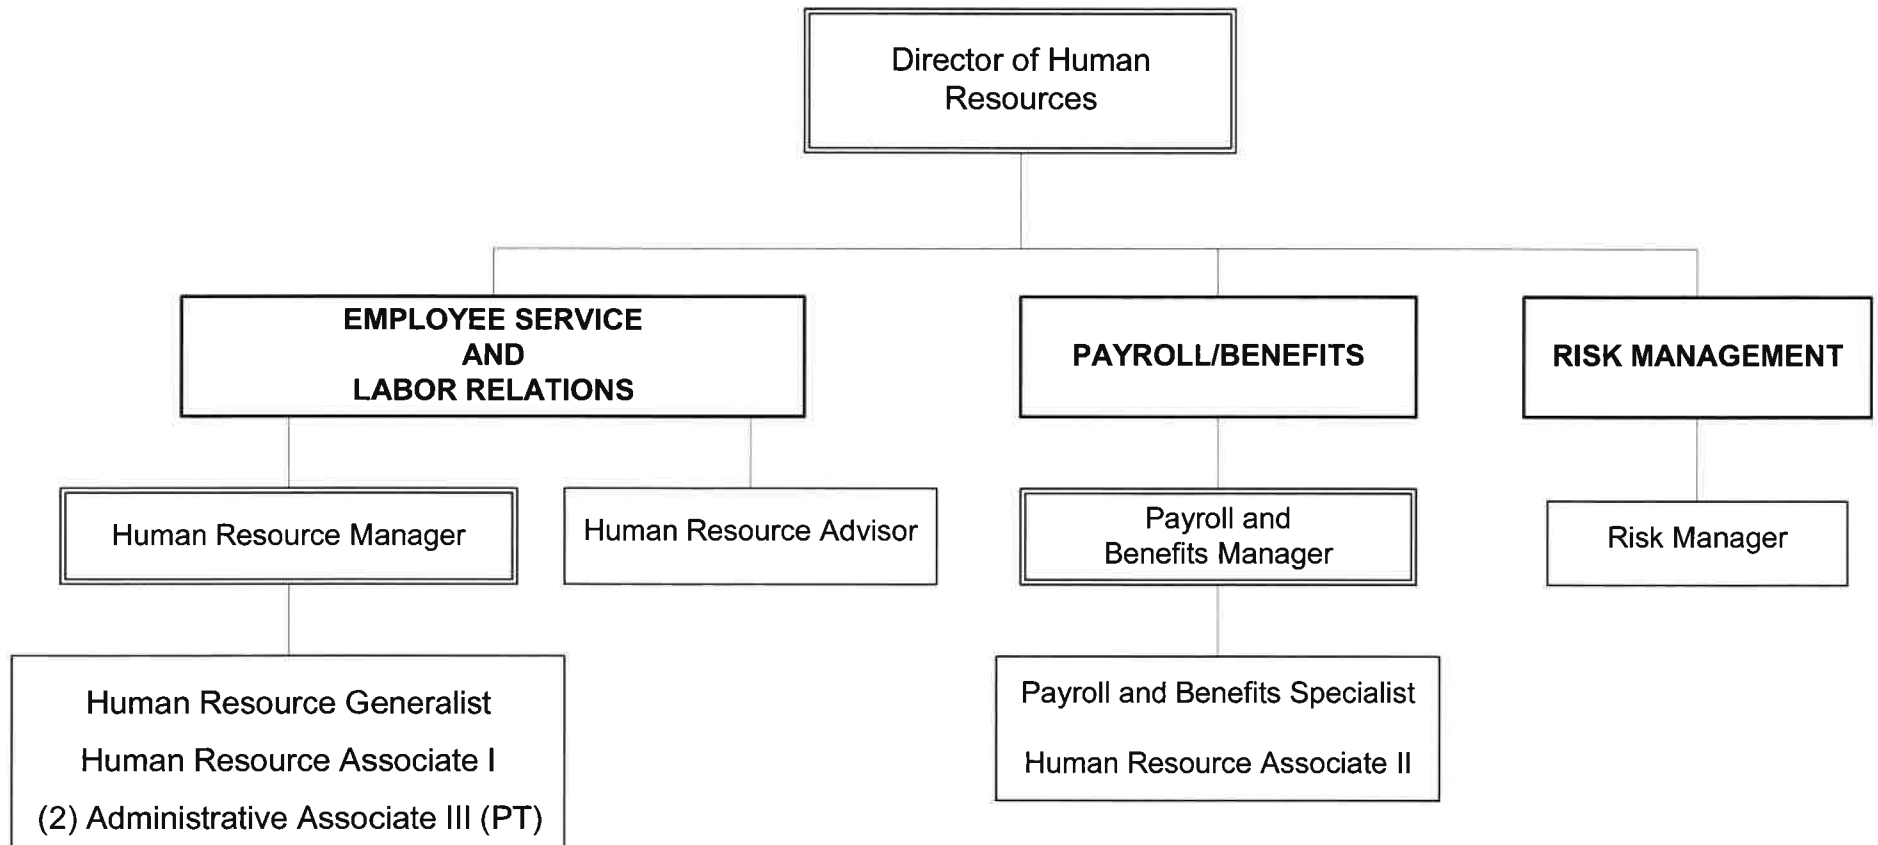 Director of Human
Resources
EMPLOYEE SERVICE
AND
LABOR RELATIONS
PAYROLL/BENEFITS
RISK MANAGEMENT
Human Resource Manager
Human Resource Advisor
Payroll and
Benefits Manager
Risk Manager
Human Resource Generalist
Human Resource Associate I
(2) Administrative Associate III (PT)
Payroll and Benefits Specialist
Human Resource Associate II